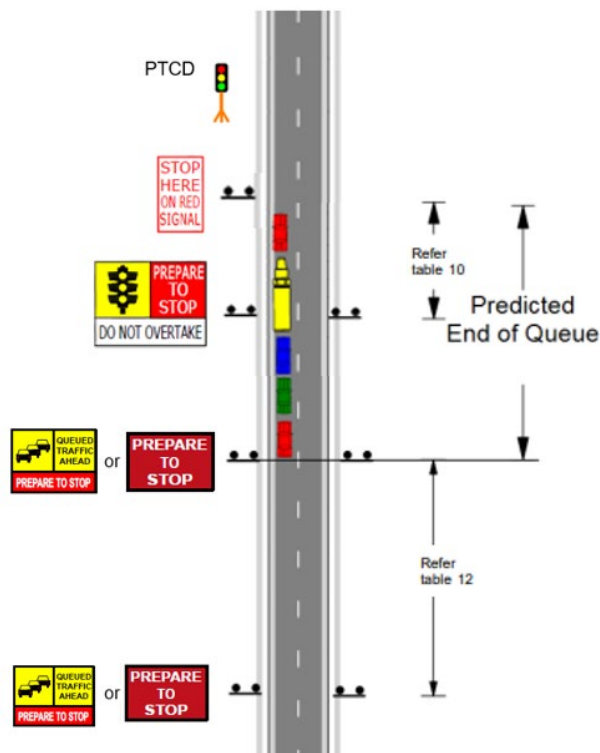 PTCD
STOP
HERE
ON RED
SIGNAL
Refer
table 10
PREPARE
TO
STOP
DO NOT OVERTAKE
Predicted
End of Queue
QUEUED
TRAFFIC
AHEAD
PREPARE TO STOP
or
PREPARE
TO
STOP
Refer
table 12
QUEUED
TRAFFIC
AHEAD
PREPARE TO STOP
or
PREPARE
TO
STOP